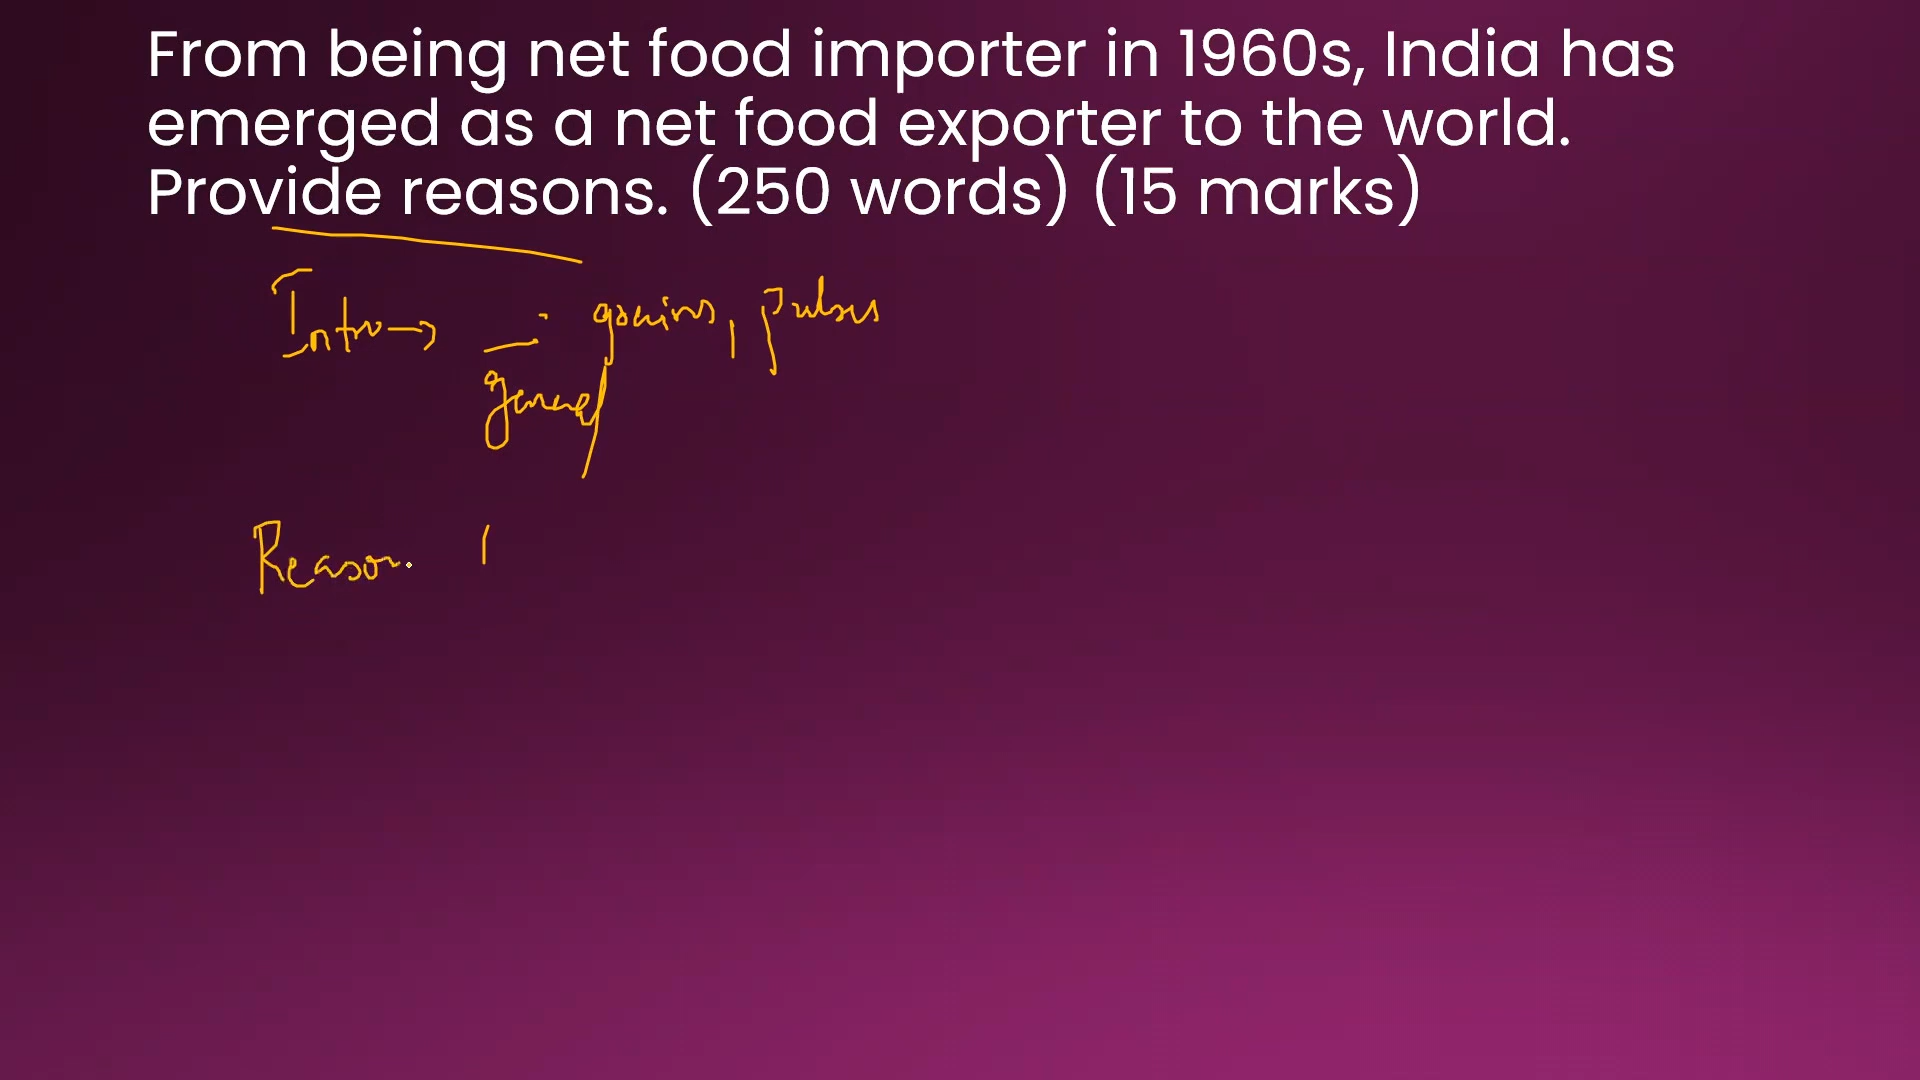 From being net food importer in 1960s, India has
emerged as a net food exporter to the world.
Provide reasons. (250 words) (15 marks)
Intro → grains, pulses
general
Reason.